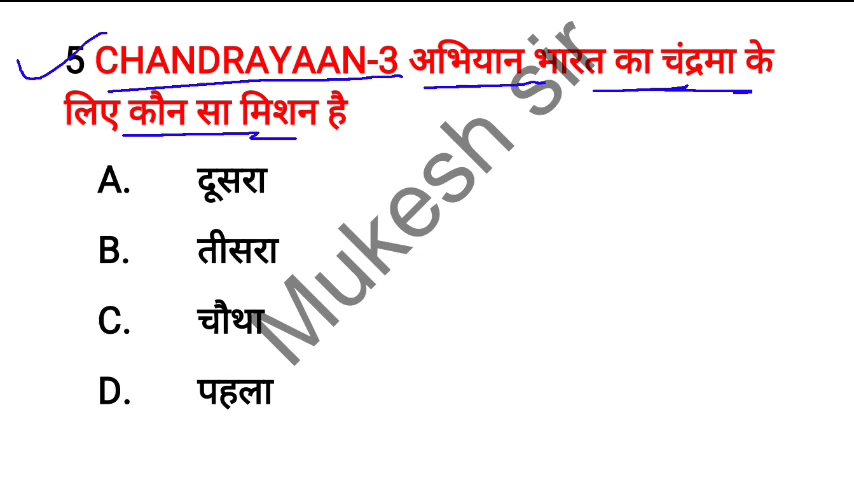 5 CHANDRAYAAN-3 अभियान भारत का चंद्रमा के
लिए कौन सा मिशन है
A. दूसरा
B. तीसरा
C. चौथा
D. पहला
Mukesh sir